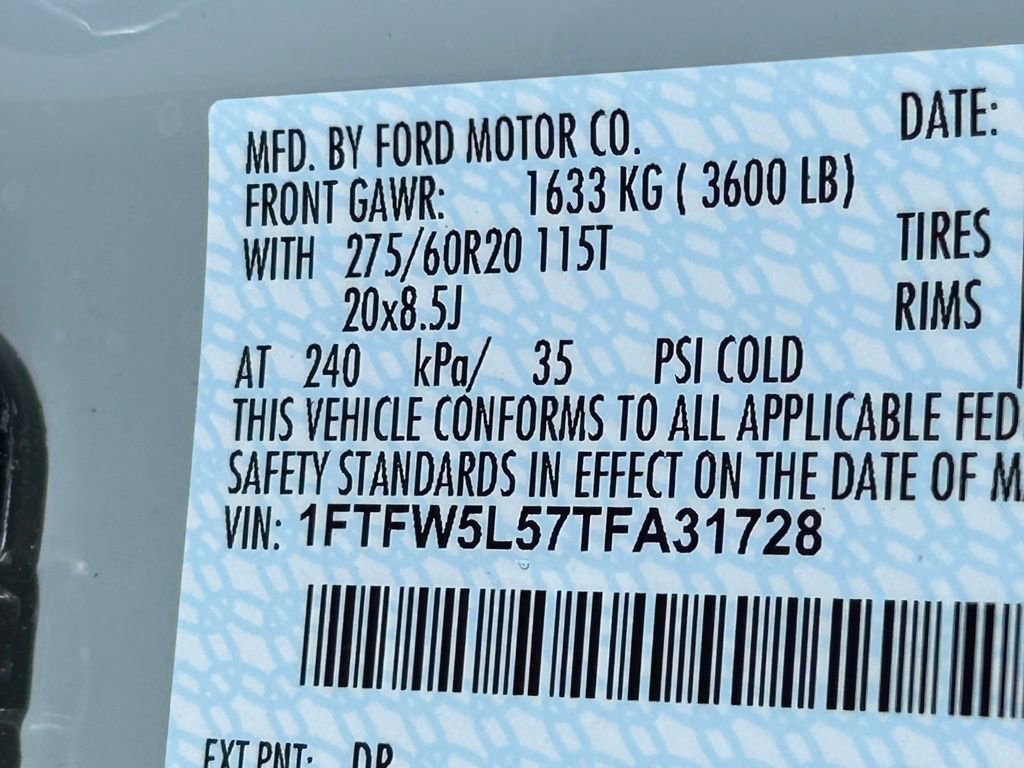 MFD. BY FORD MOTOR CO.
DATE:
FRONT GAWR: 1633 KG ( 3600 LB)
WITH 275/60R20 115T TIRES
20x8.5J RIMS
AT 240 kPa/ 35 PSI COLD
THIS VEHICLE CONFORMS TO ALL APPLICABLE FED
SAFETY STANDARDS IN EFFECT ON THE DATE OF M
VIN: 1FTFW5L57TFA31728
EXT PNT: